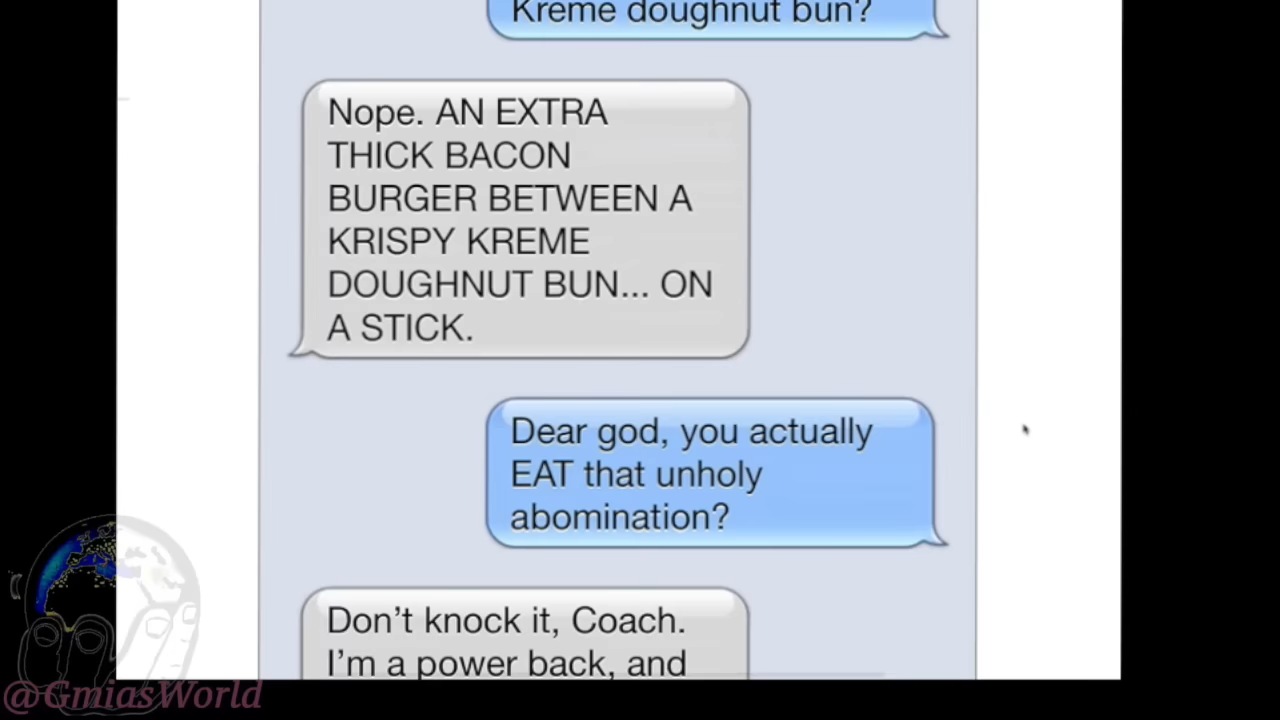 Kreme doughnut bun?
Nope. AN EXTRA
THICK BACON
BURGER BETWEEN A
KRISPY KREME
DOUGHNUT BUN... ON
A STICK.
Dear god, you actually
EAT that unholy
abomination?
Don't knock it, Coach.
I'm a power back, and
@GmiasWorld